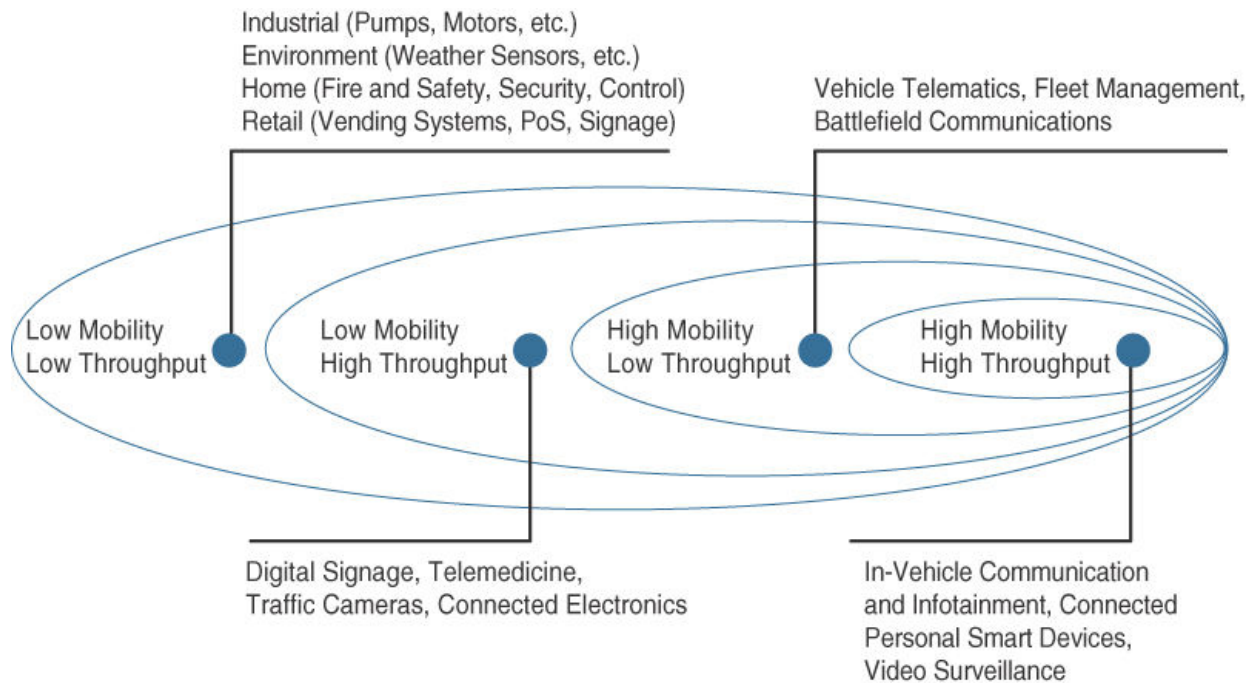 Industrial (Pumps, Motors, etc.)
Environment (Weather Sensors, etc.)
Home (Fire and Safety, Security, Control)
Retail (Vending Systems, PoS, Signage)
Vehicle Telematics, Fleet Management,
Battlefield Communications
Low Mobility
Low Throughput
Low Mobility
High Throughput
High Mobility
Low Throughput
High Mobility
High Throughput
Digital Signage, Telemedicine,
Traffic Cameras, Connected Electronics
In-Vehicle Communication
and Infotainment, Connected
Personal Smart Devices,
Video Surveillance